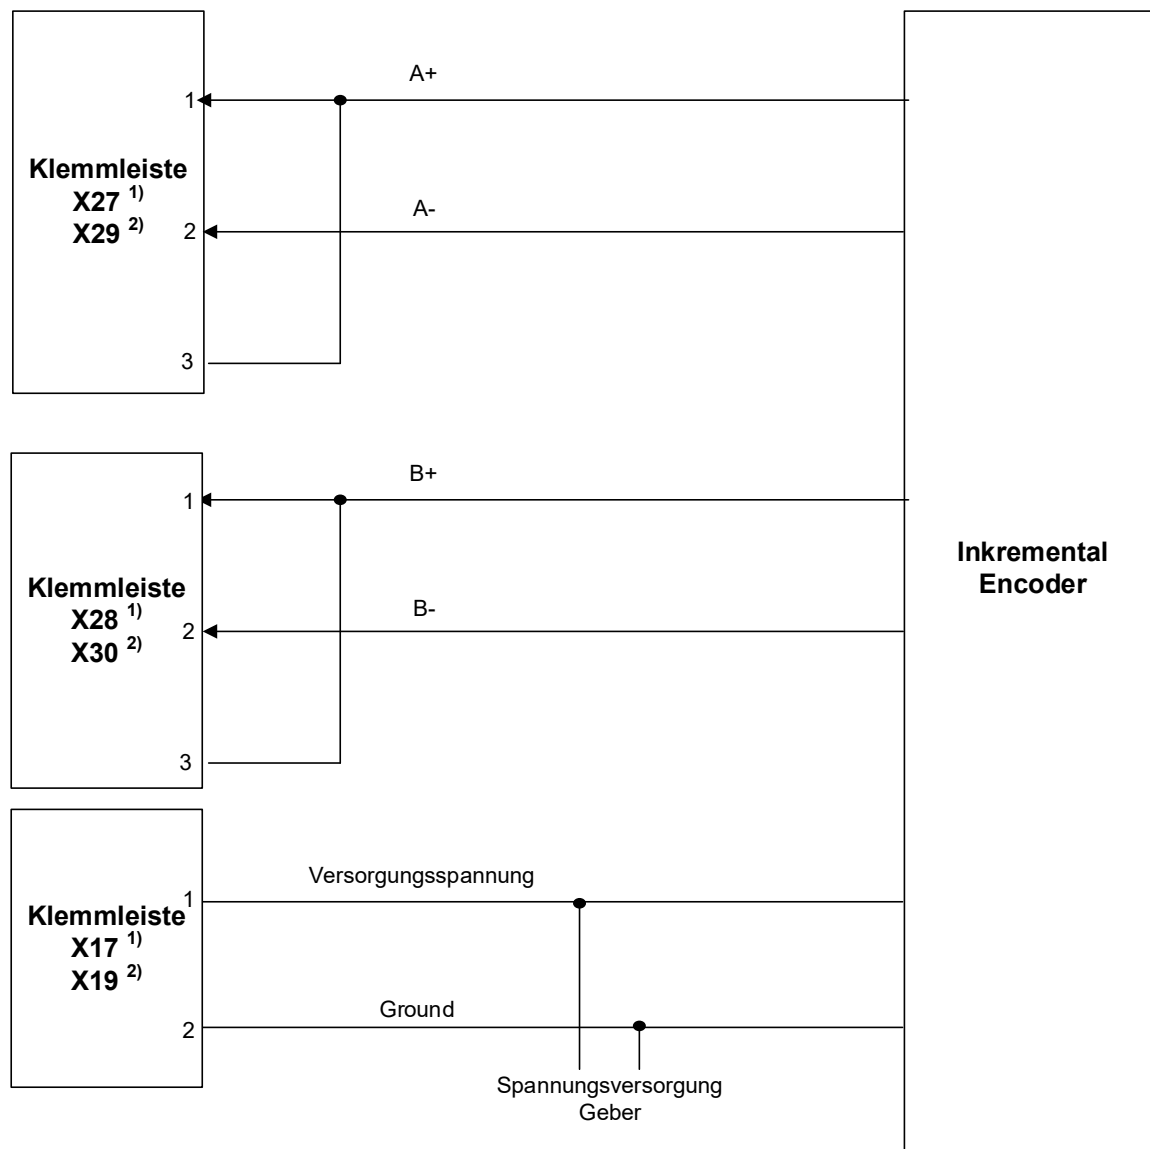 A+
1
Klemmleiste
X27 1)
X29 2)
A-
2
3
B+
1
Klemmleiste
X28 1)
X30 2)
B-
2
3
Inkremental
Encoder
Versorgungsspannung
1
Klemmleiste
X17 1)
X19 2)
Ground
2
Spannungsversorgung
Geber